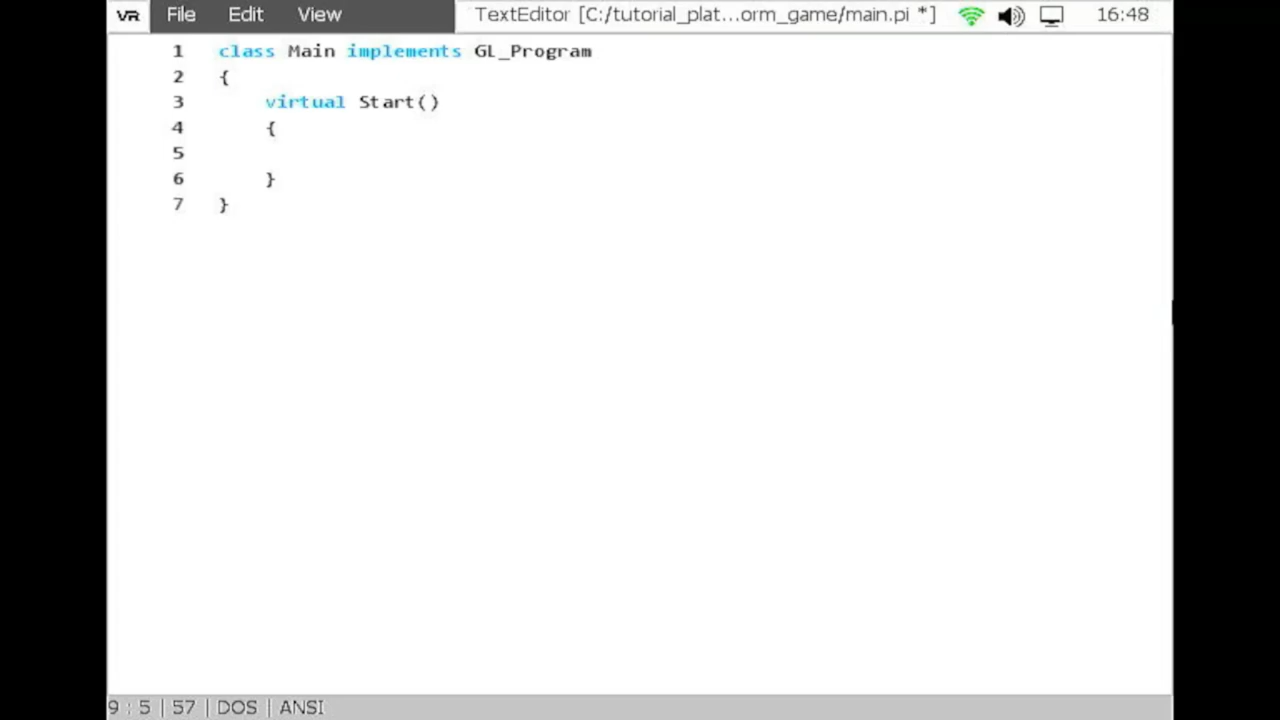 VR File Edit View TextEditor [C:/tutorial_plat...orm_game/main.pi *] 16:48
1 class Main implements GL_Program
2 {
3 virtual Start()
4 {
5
6 }
7 }
9 : 5 | 57 | DOS | ANSI